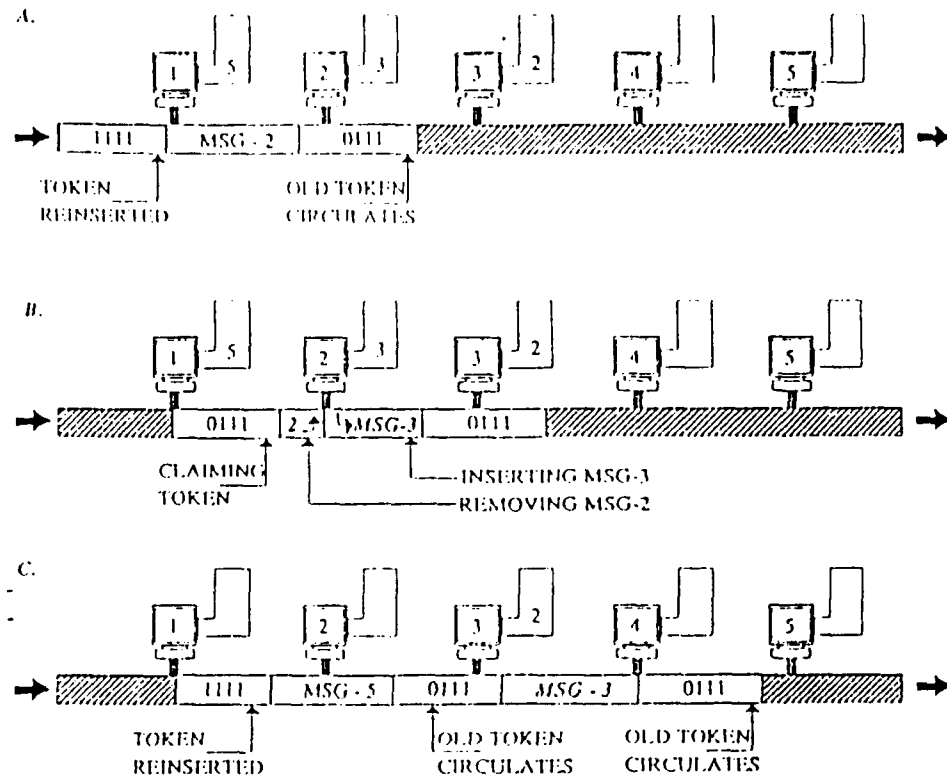 A.
5 3 2
1 2 3 4 5
1111 MSG - 2 0111
TOKEN OLD TOKEN
REINSERTED CIRCULATES
B.
5 3 2
1 2 3 4 5
0111 2 MSG-3 0111
CLAIMING INSERTING MSG-3
TOKEN REMOVING MSG-2
C.
2
1 2 3 4 5
1111 MSG - 5 0111 MSG - 3 0111
TOKEN OLD TOKEN OLD TOKEN
REINSERTED CIRCULATES CIRCULATES